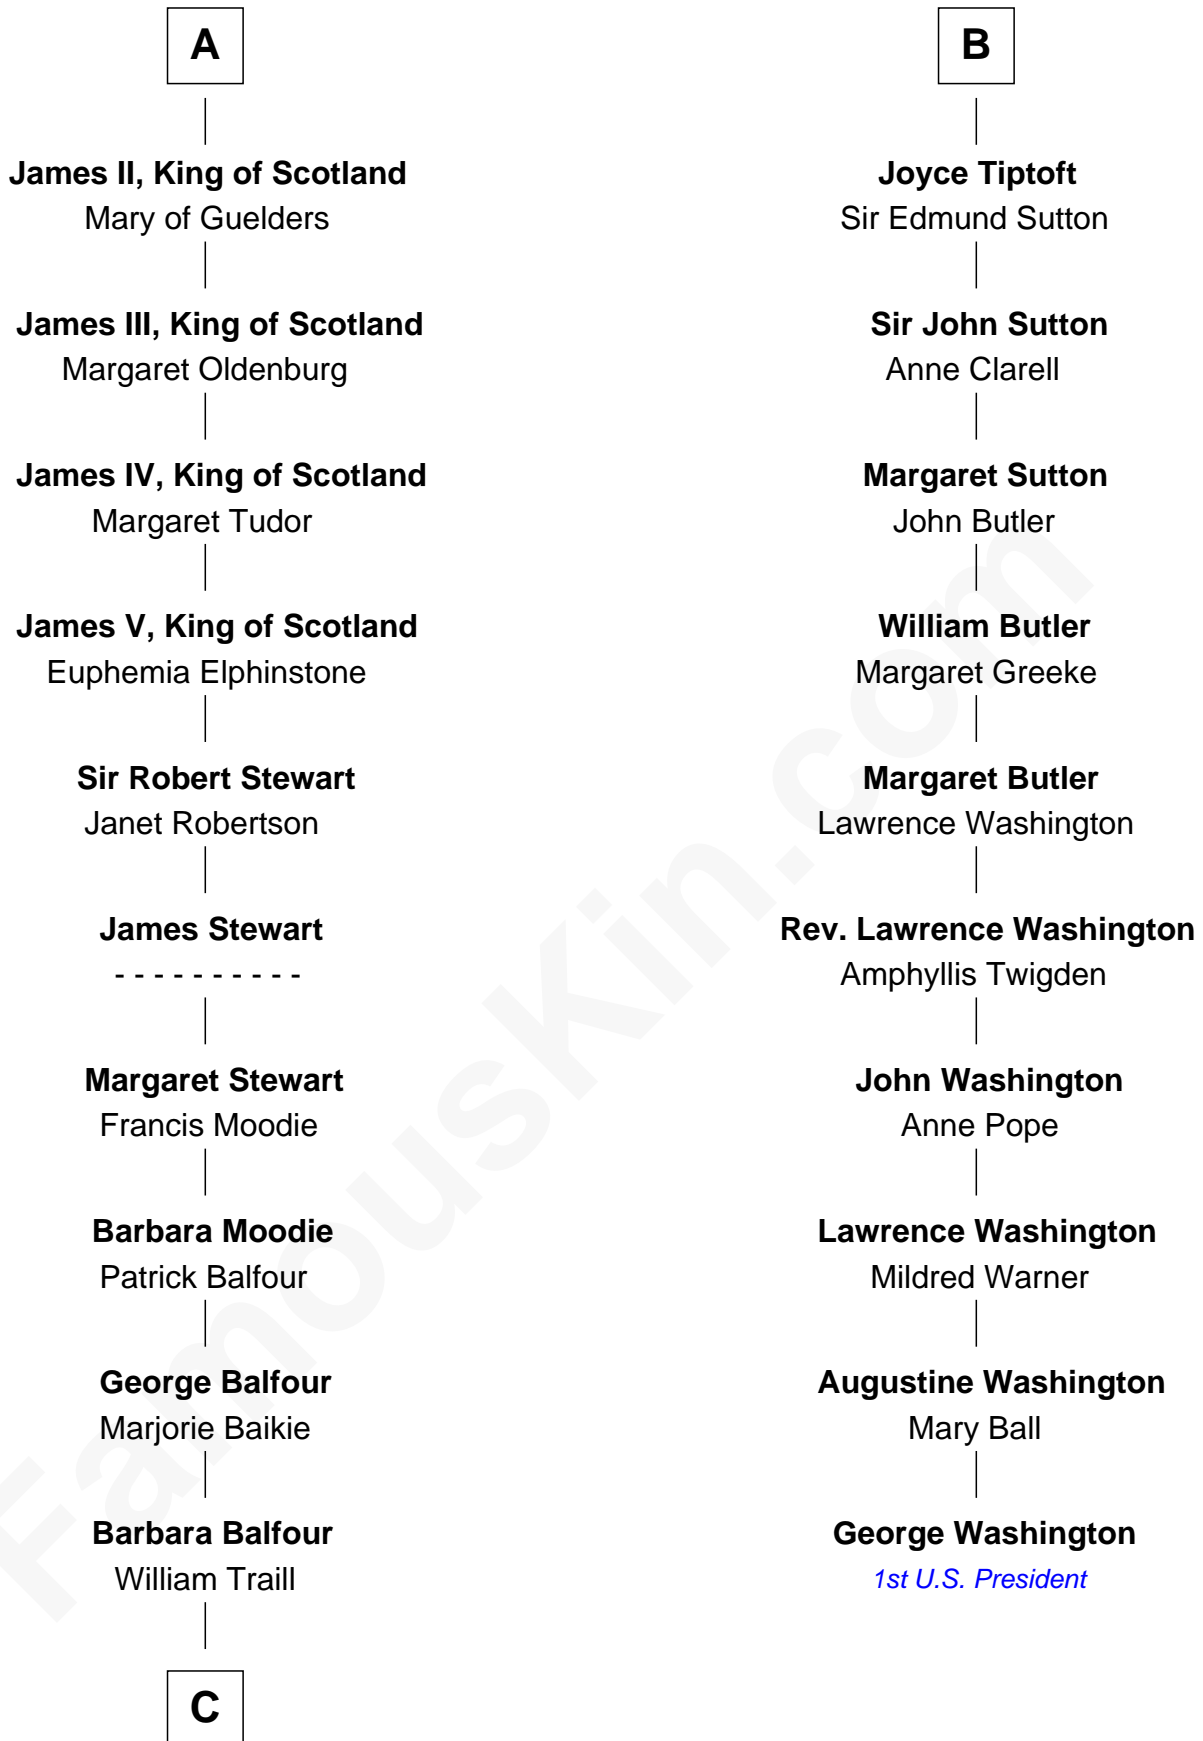 A
James II, King of Scotland
Mary of Guelders
James III, King of Scotland
Margaret Oldenburg
James IV, King of Scotland
Margaret Tudor
James V, King of Scotland
Euphemia Elphinstone
Sir Robert Stewart
Janet Robertson
James Stewart
- - - - - - - - - -
Margaret Stewart
Francis Moodie
Barbara Moodie
Patrick Balfour
George Balfour
Marjorie Baikie
Barbara Balfour
William Traill
C
B
Joyce Tiptoft
Sir Edmund Sutton
Sir John Sutton
Anne Clarell
Margaret Sutton
John Butler
William Butler
Margaret Greeke
Margaret Butler
Lawrence Washington
Rev. Lawrence Washington
Amphyllis Twigden
John Washington
Anne Pope
Lawrence Washington
Mildred Warner
Augustine Washington
Mary Ball
George Washington
1st U.S. President
FamousKin.com